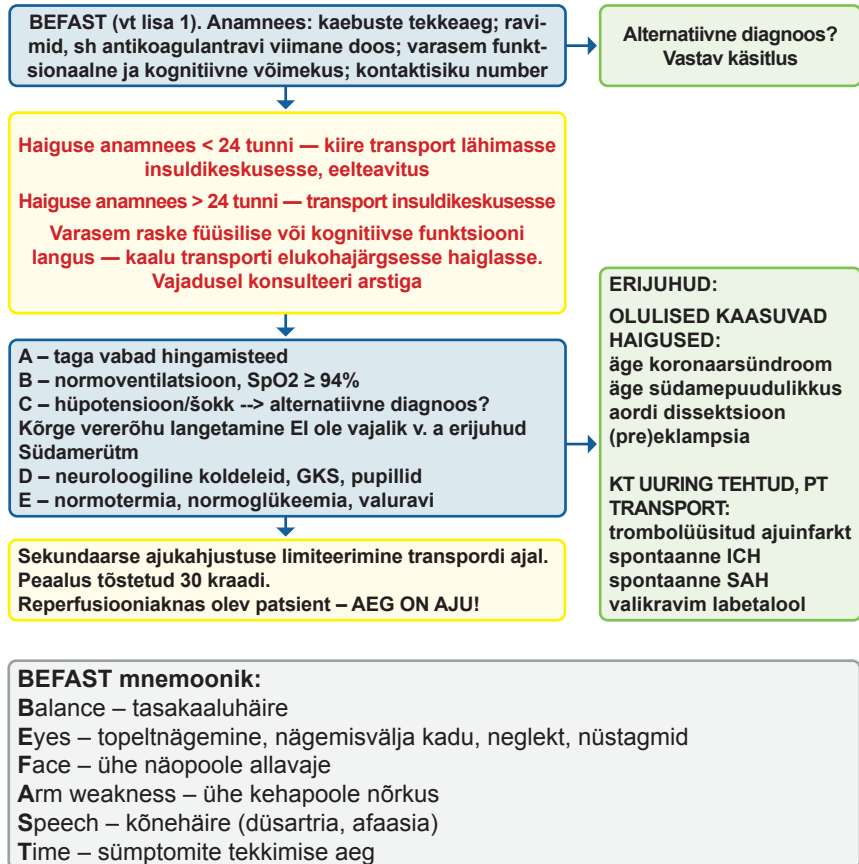 BEFAST (vt lisa 1). Anamnees: kaebuste tekkeaeg; ravi-
mid, sh antikoagulantravi viimane doos; varasem funkt-
sionaalne ja kognitiivne võimekus; kontaktisiku number
Alternatiivne diagnoos?
Vastav käsitlus
Haiguse anamnees < 24 tunni — kiire transport lähimasse
insuldikeskusesse, eelteavitus
Haiguse anamnees > 24 tunni — transport insuldikeskusesse
Varasem raske füüsilise või kognitiivse funktsiooni
langus — kaalu transporti elukohajärgsesse haiglasse.
Vajadusel konsulteeri arstiga
A – taga vabad hingamisteed
B – normoventilatsioon, SpO2 ≥ 94%
C – hüpotensioon/šokk --> alternatiivne diagnoos?
Kõrge vererõhu langetamine EI ole vajalik v. a erijuhud
Südamerütm
D – neuroloogiline koldeleid, GKS, pupillid
E – normotermia, normoglükeemia, valuravi
ERIJUHUD:
OLULISED KAASUVAD
HAIGUSED:
äge koronaarsündroom
äge südamepuudulikkus
aordi dissektsioon
(pre)eklampsia
KT UURING TEHTUD, PT
TRANSPORT:
trombolüüsitud ajuinfarkt
spontaanne ICH
spontaanne SAH
valikravim labetalool
Sekundaarse ajukahjustuse limiteerimine transpordi ajal.
Peaalus tõstetud 30 kraadi.
Reperfusiooniaknas olev patsient – AEG ON AJU!
BEFAST mnemoonik:
Balance – tasakaaluhäire
Eyes – topeltnägemine, nägemisvälja kadu, neglekt, nüstagmid
Face – ühe näopoole allavaje
Arm weakness – ühe kehapoole nõrkus
Speech – kõnehäire (düsartria, afaasia)
Time – sümptomite tekkimise aeg